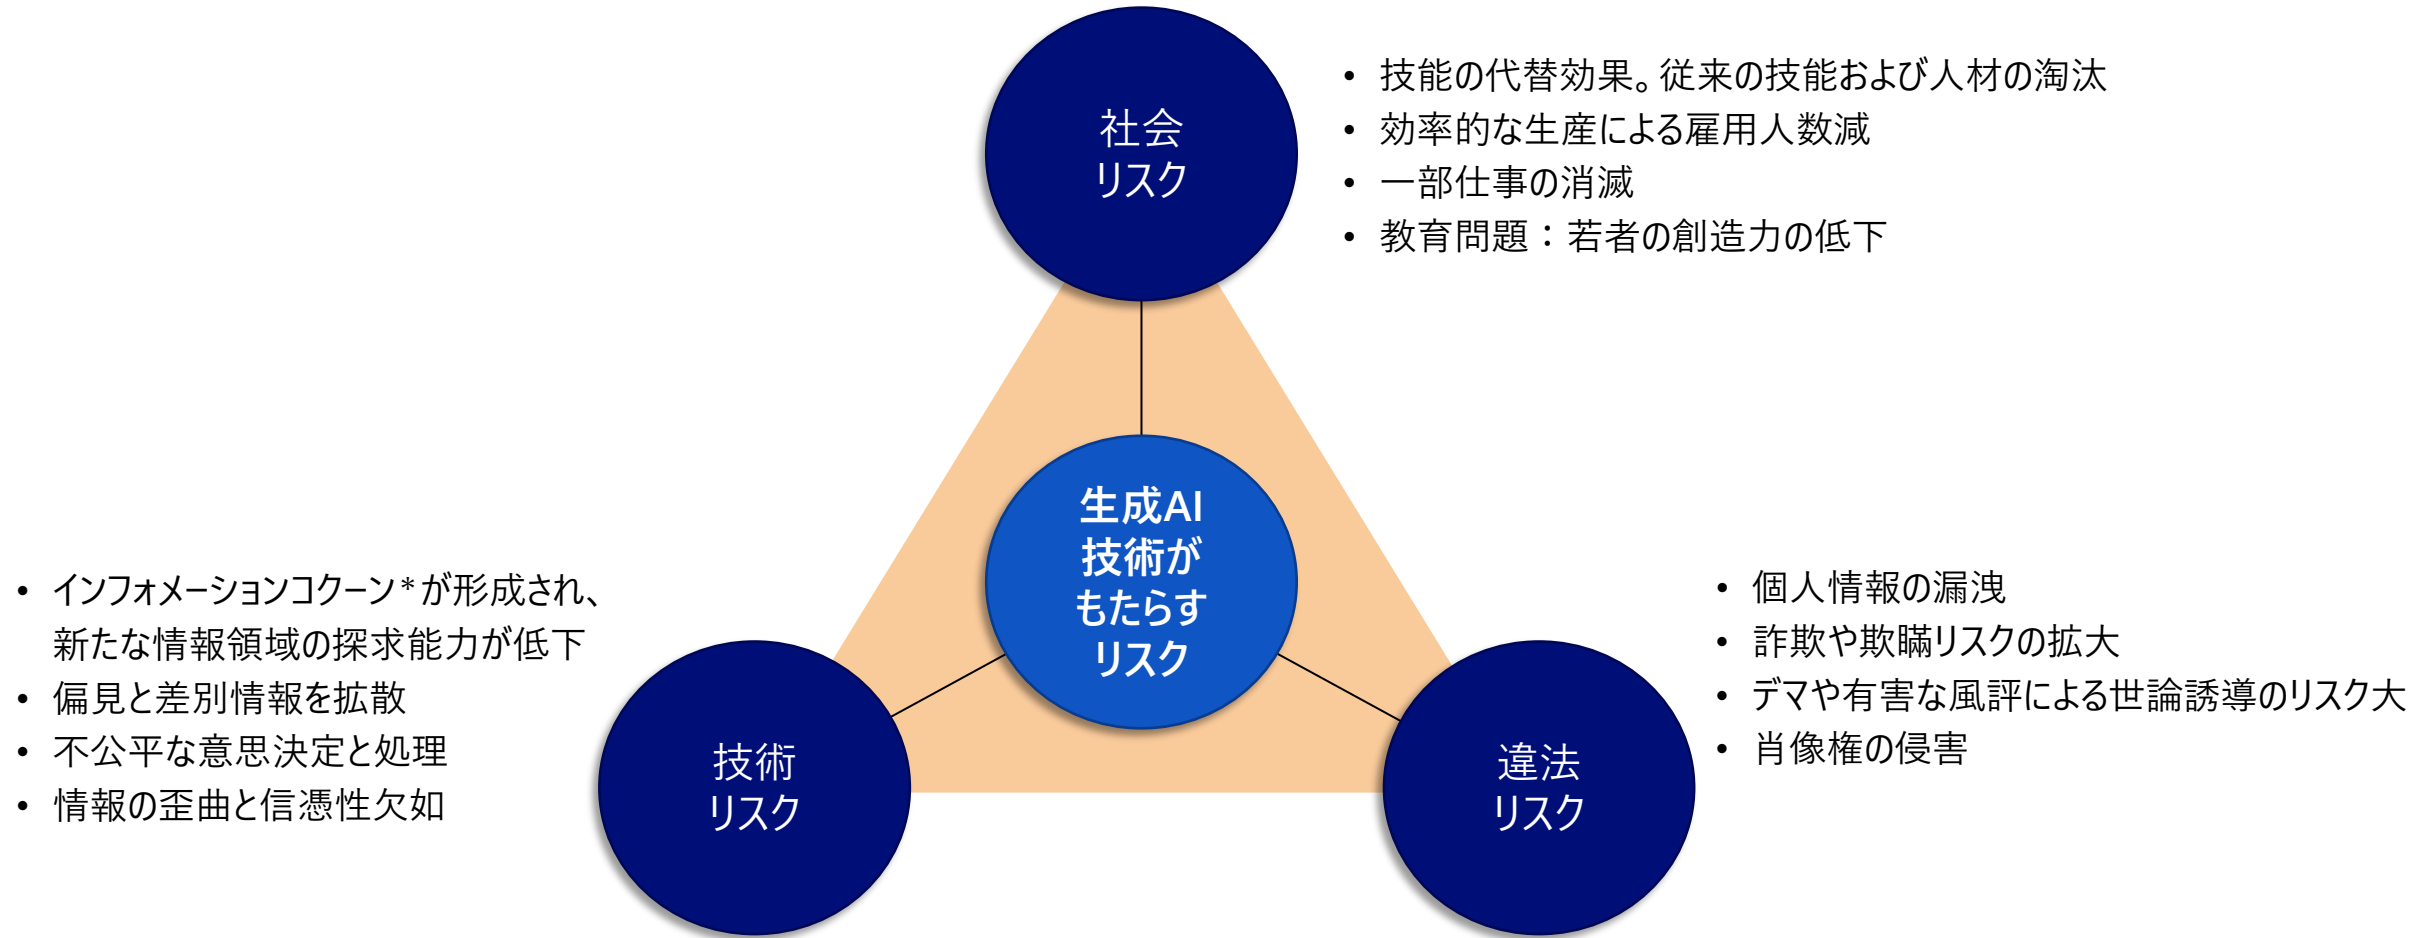 社会
リスク
• 技能の代替効果。従来の技能および人材の淘汰
• 効率的な生産による雇用人数減
• 一部仕事の消滅
• 教育問題：若者の創造力の低下
生成AI
技術が
もたらす
リスク
• インフォメーションコクーン*が形成され、
新たな情報領域の探求能力が低下
• 偏見と差別情報を拡散
• 不公平な意思決定と処理
• 情報の歪曲と信憑性欠如
技術
リスク
違法
リスク
• 個人情報の漏洩
• 詐欺や欺瞞リスクの拡大
• デマや有害な風評による世論誘導のリスク大
• 肖像権の侵害